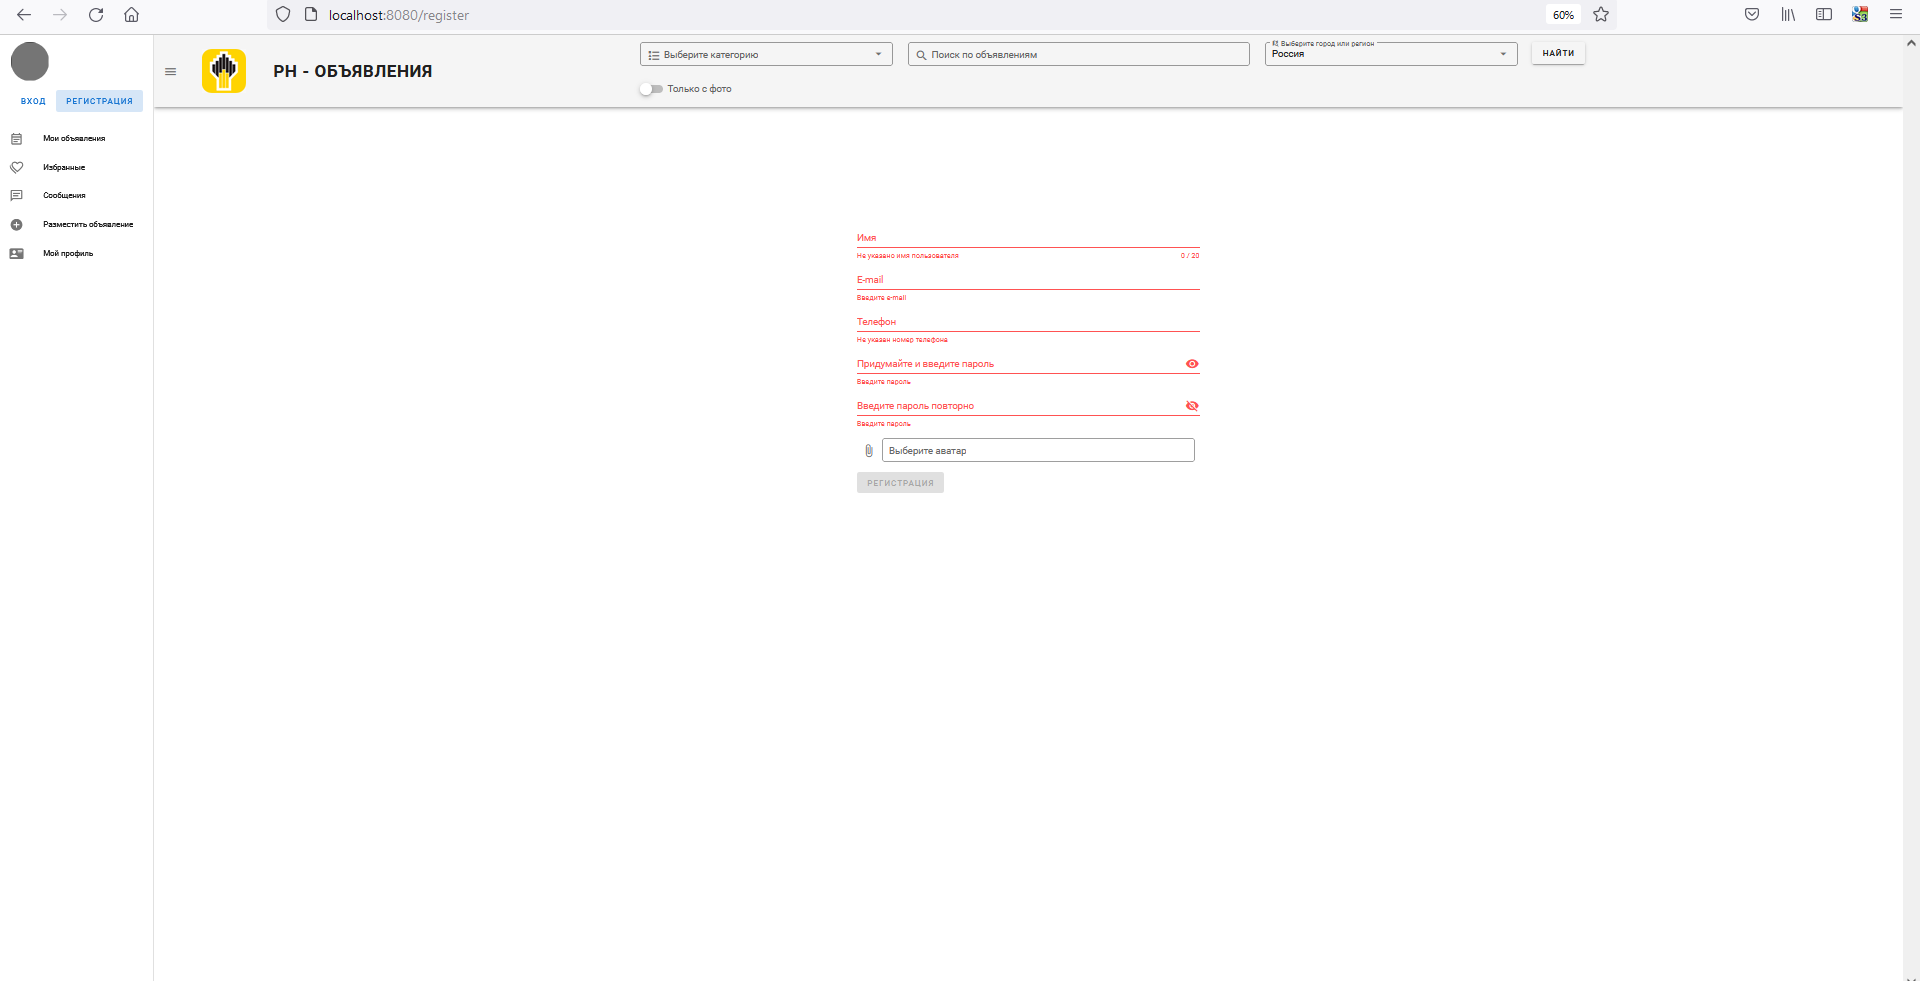 localhost:8080/register
60%
ВХОД
РЕГИСТРАЦИЯ
Мои объявления
Избранные
Сообщения
Разместить объявление
Мой профиль
РН - ОБЪЯВЛЕНИЯ
Выберите категорию
Поиск по объявлениям
Выберите город или регион
Россия
НАЙТИ
Только с фото
Имя
Не указано имя пользователя
0 / 20
E-mail
Введите e-mail
Телефон
Не указан номер телефона
Придумайте и введите пароль
Введите пароль
Введите пароль повторно
Введите пароль
Выберите аватар
РЕГИСТРАЦИЯ